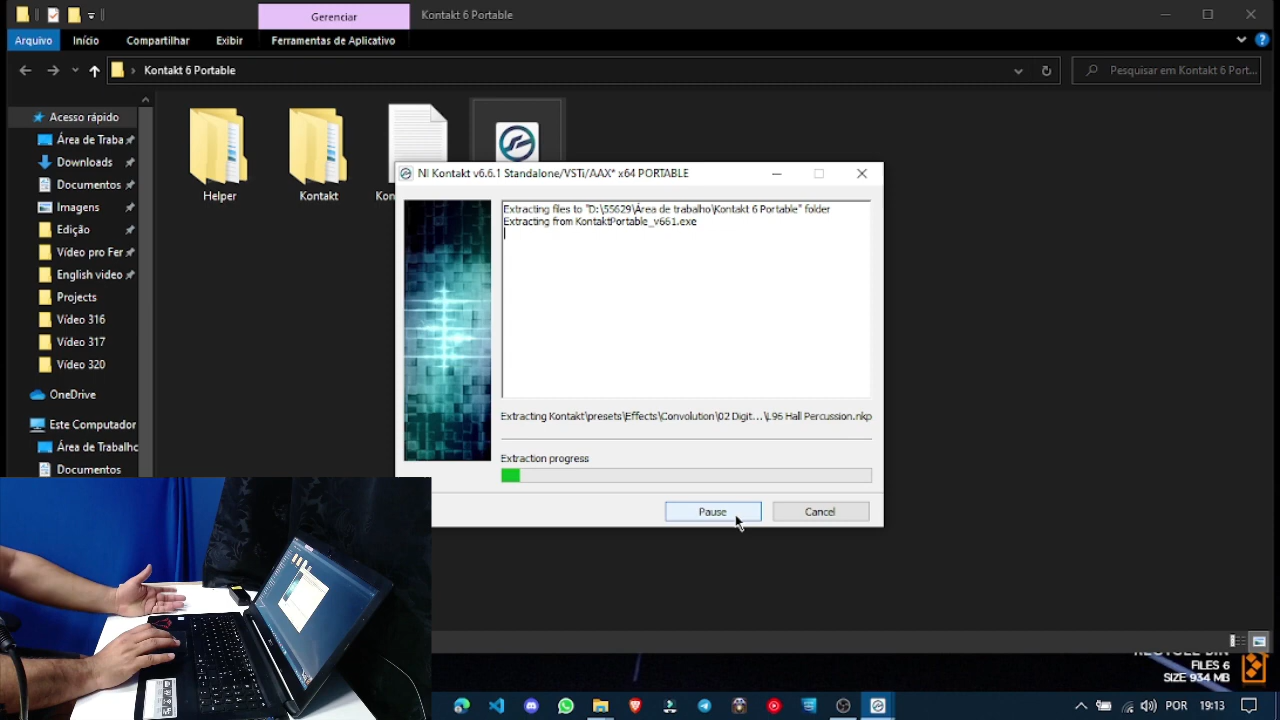 Gerenciar
Kontakt 6 Portable
Arquivo
Início
Compartilhar
Exibir
Ferramentas de Aplicativo
Kontakt 6 Portable
Pesquisar em Kontakt 6 Port...
Acesso rápido
Área de Traba
Downloads
Documentos
Imagens
Edição
Vídeo pro Fer
English video
Projects
Vídeo 316
Vídeo 317
Vídeo 320
OneDrive
Este Computador
Área de Trabalho
Documentos
Helper
Kontakt
Kon
NI Kontakt v6.6.1 Standalone/VSTi/AAX* x64 PORTABLE
Extracting files to "D:\55629\Área de trabalho\Kontakt 6 Portable" folder
Extracting from KontaktPortable_v661.exe
Extracting Kontakt\presets\Effects\Convolution\02 Digit...\L96 Hall Percussion.nkp
Extraction progress
Pause
Cancel
RECYCLE BIN
FILES 6
SIZE 934 MB
POR
19:13